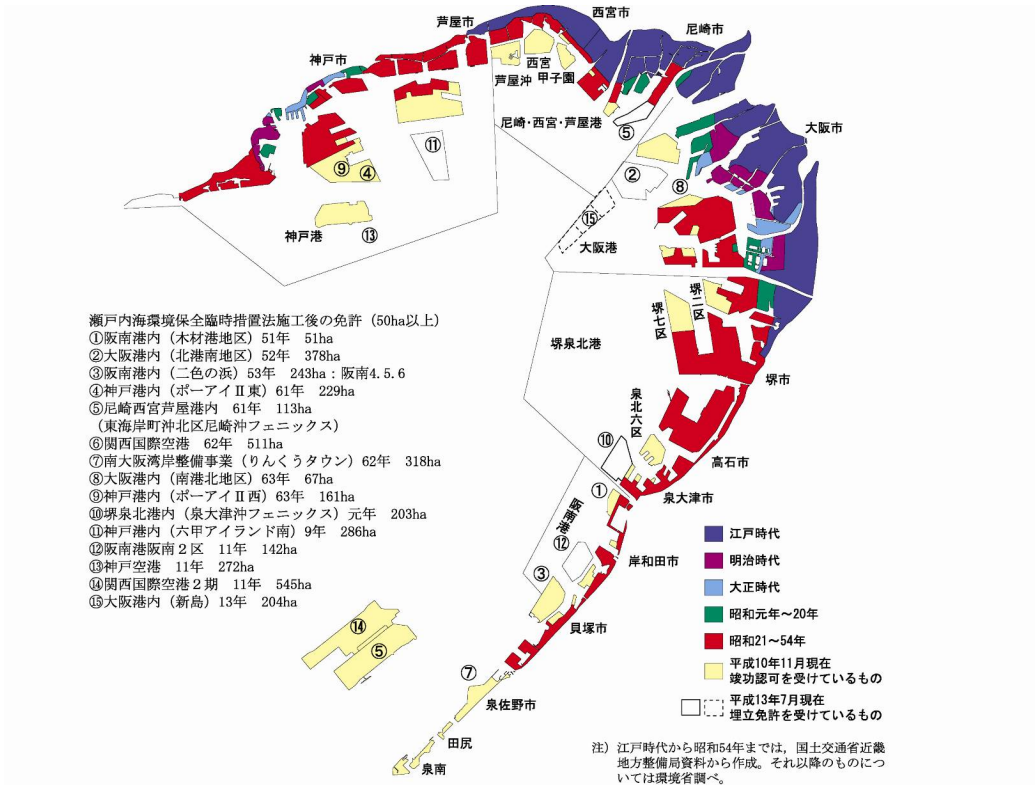 西宮市
芦屋市
尼崎市
神戸市
西宮
芦屋沖
甲子園
大阪市
尼崎・西宮・芦屋港
⑤
⑪
⑨
④
②
⑧
⑮
神戸港
⑬
大阪港
堺二区
堺七区
堺泉北港
瀬戸内海環境保全臨時措置法施工後の免許（50ha以上）
①阪南港内（木材港地区）51年　51ha
②大阪港内（北港南地区）52年　378ha
③阪南港内（二色の浜）53年　243ha：阪南4.5.6
④神戸港内（ポーアイⅡ東）61年　229ha
⑤尼崎西宮芦屋港内　61年　113ha
（東海岸町沖北区尼崎沖フェニックス）
⑥関西国際空港　62年　511ha
⑦南大阪湾岸整備事業（りんくうタウン）62年　318ha
⑧大阪港内（南港北地区）63年　67ha
⑨神戸港内（ポーアイⅡ西）63年　161ha
⑩堺泉北港内（泉大津沖フェニックス）元年　203ha
⑪神戸港内（六甲アイランド南）9年　286ha
⑫阪南港阪南２区　11年　142ha
⑬神戸空港　11年　272ha
⑭関西国際空港２期　11年　545ha
⑮大阪港内（新島）13年　204ha
堺市
泉北六区
⑩
高石市
泉大津市
①
阪南港
⑫
岸和田市
③
貝塚市
⑭
⑤
⑦
泉佐野市
田尻
泉南
江戸時代
明治時代
大正時代
昭和元年～20年
昭和21～54年
平成10年11月現在
竣功認可を受けているもの
平成13年7月現在
埋立免許を受けているもの
注）江戸時代から昭和54年までは，国土交通省近畿
地方整備局資料から作成。それ以降のものにつ
いては環境省調べ。